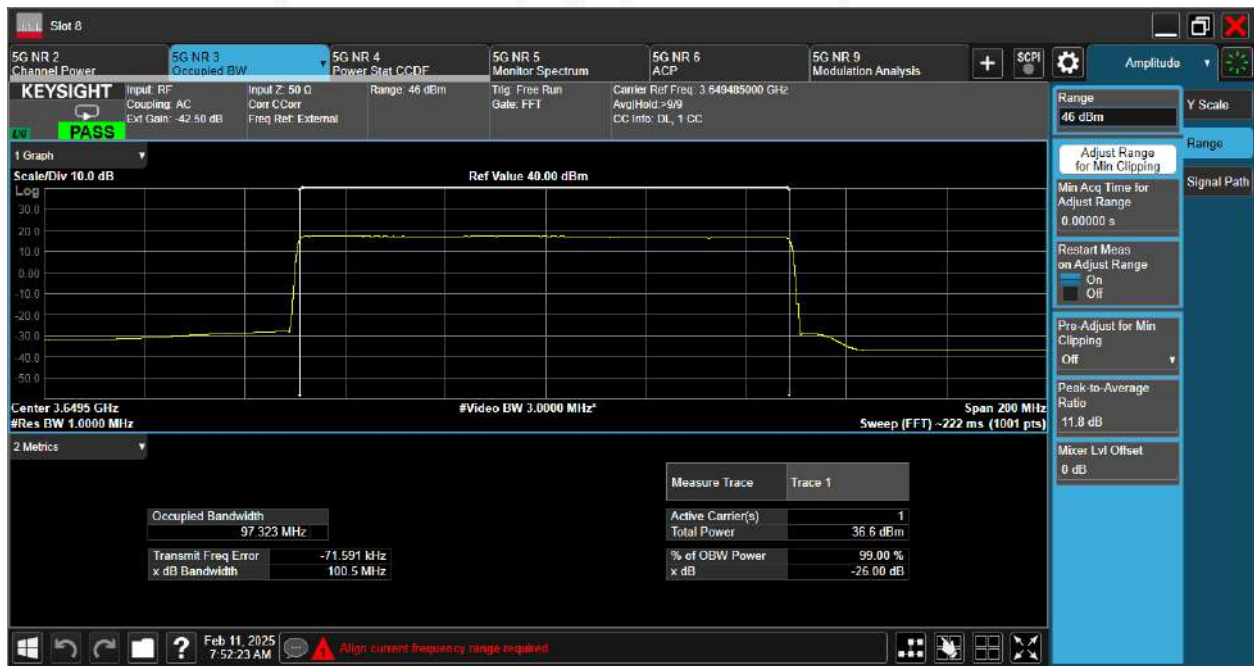 Slot 8
5G NR 2
Channel Power
5G NR 3
Occupied BW
5G NR 4
Power Stat CCDF
5G NR 5
Monitor Spectrum
5G NR 6
ACP
5G NR 9
Modulation Analysis
SCPI
Amplitude
KEYSIGHT
PASS
Input: RF
Coupling: AC
Ext Gain: -42.50 dB
Input Z: 50 Ω
Corr CCorr
Freq Ref: External
Range: 46 dBm
Trig: Free Run
Gate: FFT
Carrier Ref Freq: 3.649485000 GHz
Avg|Hold:>9/9
CC Info: DL, 1 CC
1 Graph
Scale/Div 10.0 dB
Ref Value 40.00 dBm
Log
30.0
20.0
10.0
0.00
-10.0
-20.0
-30.0
-40.0
-50.0
Center 3.6495 GHz
#Video BW 3.0000 MHz*
Span 200 MHz
#Res BW 1.0000 MHz
Sweep (FFT) ~222 ms (1001 pts)
2 Metrics
Measure Trace Trace 1
Occupied Bandwidth
97.323 MHz
Transmit Freq Error -71.591 kHz
x dB Bandwidth 100.5 MHz
Active Carrier(s) 1
Total Power 36.6 dBm
% of OBW Power 99.00 %
x dB -26.00 dB
Range
46 dBm
Adjust Range
for Min Clipping
Min Acq Time for
Adjust Range
0.00000 s
Restart Meas
on Adjust Range
On
Off
Pre-Adjust for Min
Clipping
Off
Peak-to-Average
Ratio
11.8 dB
Mixer Lvl Offset
0 dB
Y Scale
Range
Signal Path
?
Feb 11, 2025
7:52:23 AM
Align current frequency range required